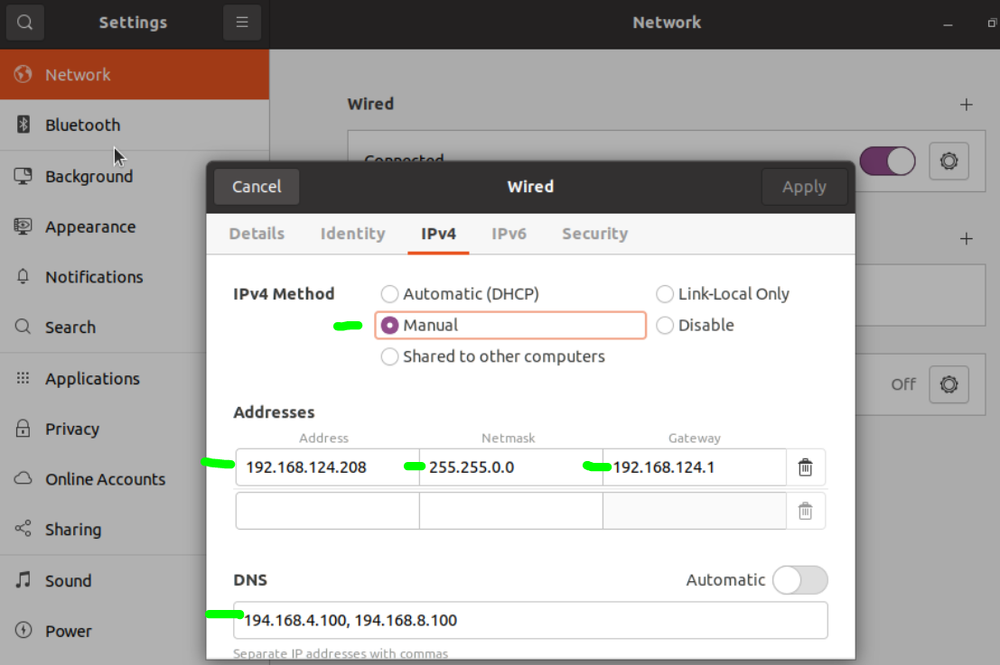 Settings
Network
Network
Bluetooth
Background
Appearance
Notifications
Search
Applications
Privacy
Online Accounts
Sharing
Sound
Power
Wired
Connected
Off
Cancel
Wired
Apply
Details Identity IPv4 IPv6 Security
IPv4 Method
Automatic (DHCP) Link-Local Only
Manual Disable
Shared to other computers
Addresses
Address Netmask Gateway
192.168.124.208 255.255.0.0 192.168.124.1
DNS Automatic
194.168.4.100, 194.168.8.100
Separate IP addresses with commas